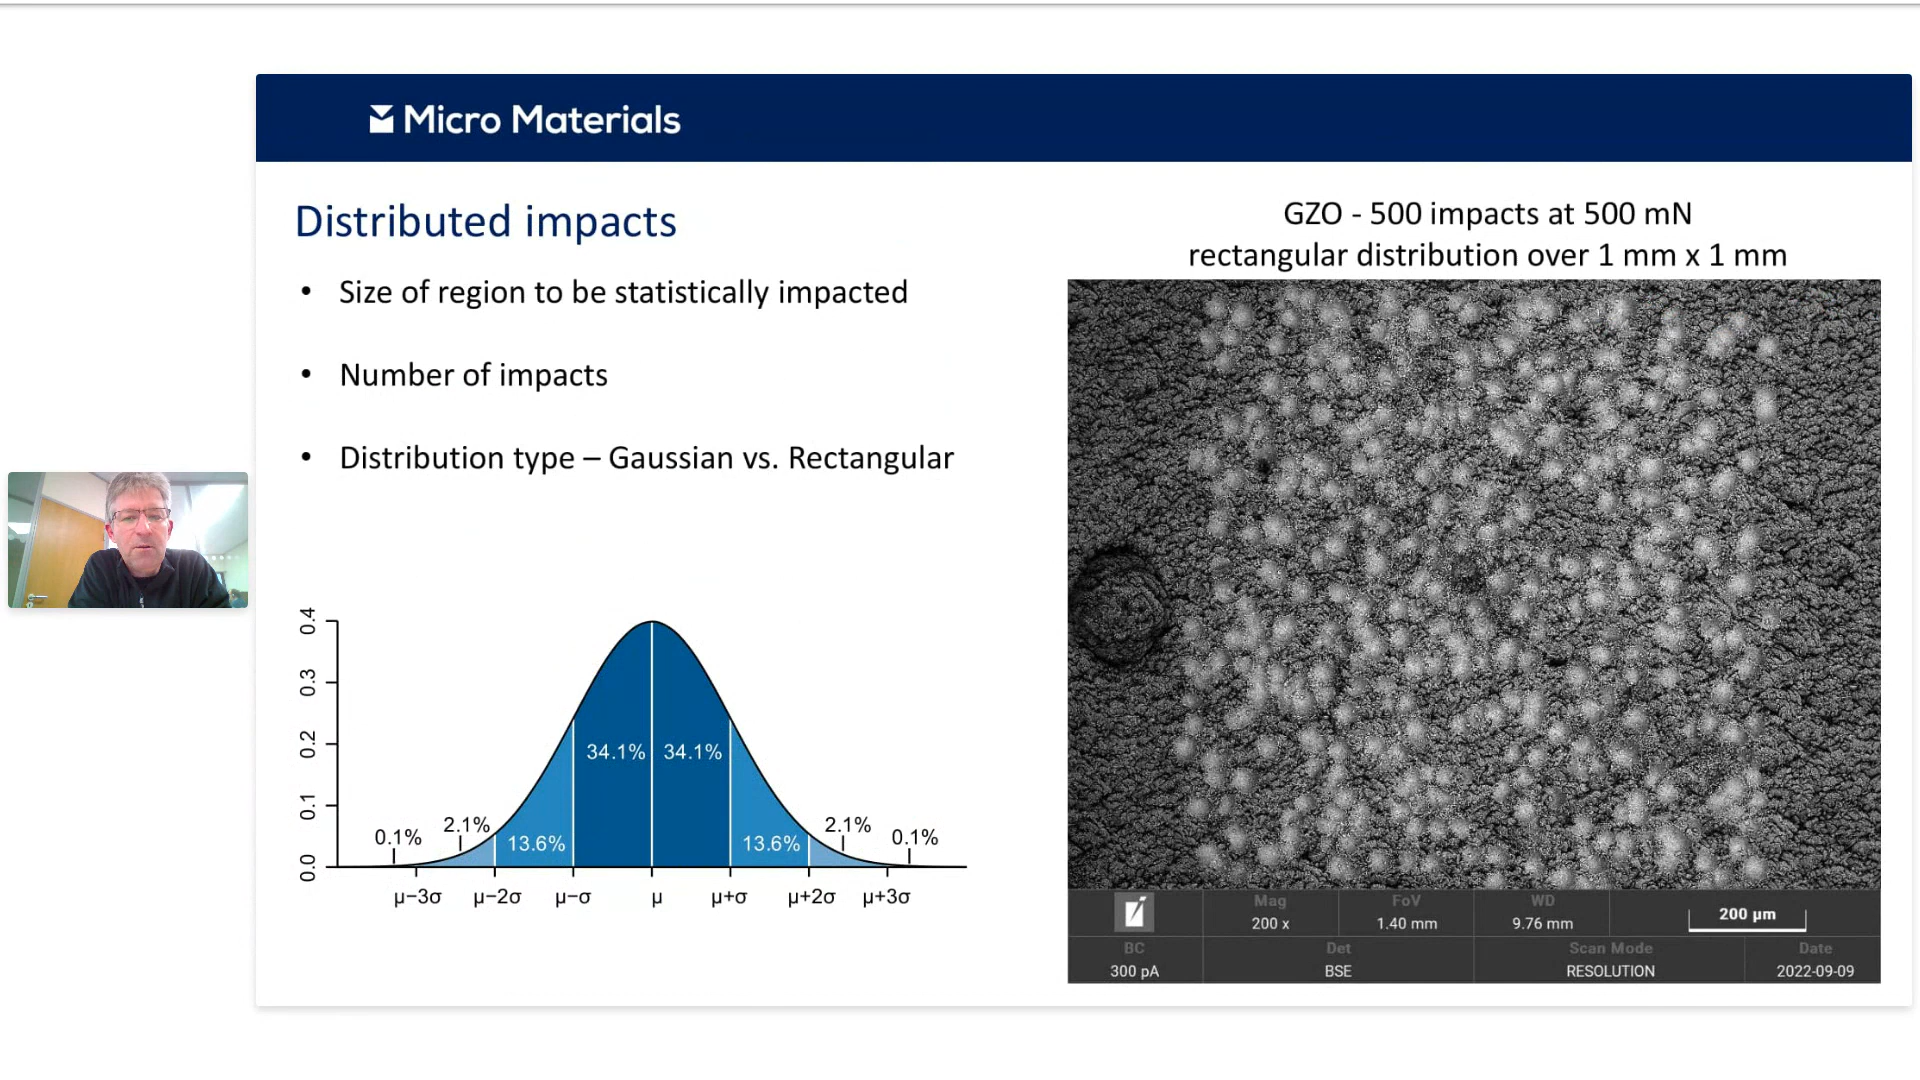 Micro Materials
Distributed impacts
• Size of region to be statistically impacted
• Number of impacts
• Distribution type – Gaussian vs. Rectangular
0.4
0.3
0.2
0.1
0.0
34.1% 34.1%
0.1% 2.1% 13.6% 13.6% 2.1% 0.1%
μ−3σ μ−2σ μ−σ μ μ+σ μ+2σ μ+3σ
GZO - 500 impacts at 500 mN
rectangular distribution over 1 mm x 1 mm
Mag FoV WD
200 x 1.40 mm 9.76 mm 200 μm
BC Det Scan Mode Date
300 pA BSE RESOLUTION 2022-09-09